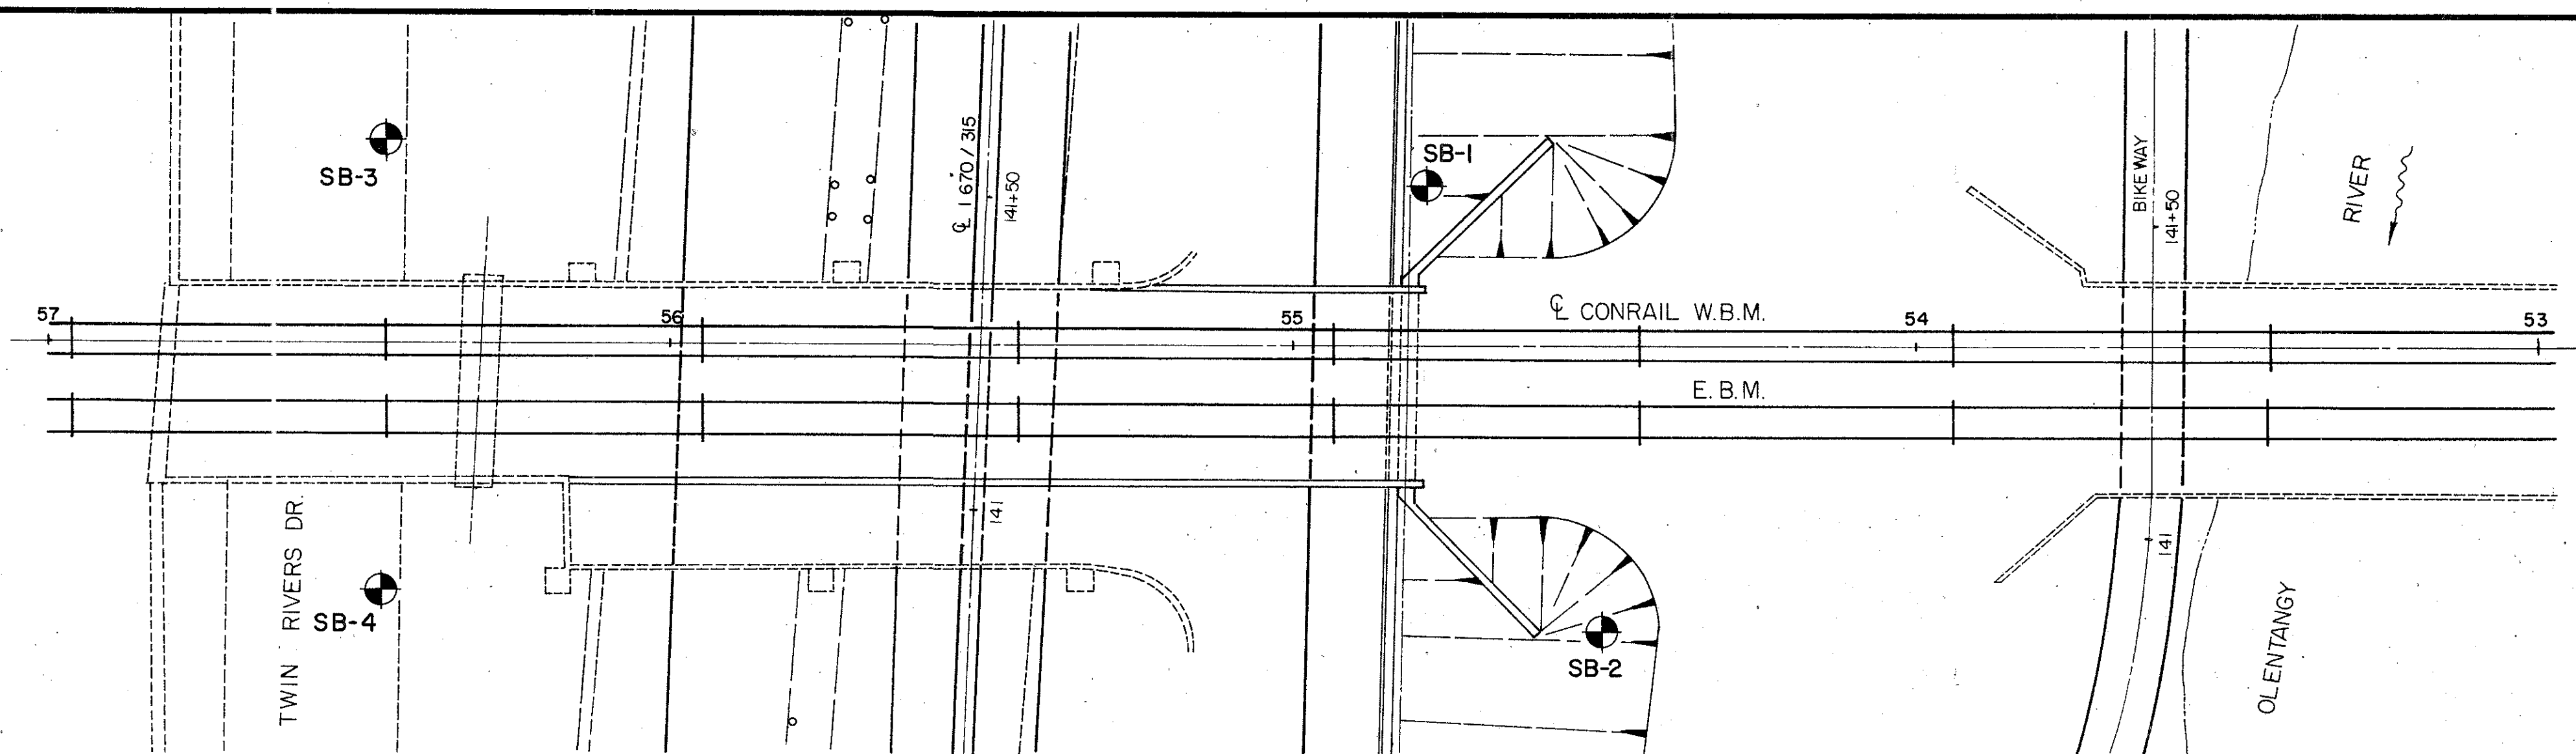 SB-3
SB-1
℄ I 670 / 315
141+50
BIKEWAY
141+50
RIVER
57
56
55
℄ CONRAIL W.B.M.
54
53
E.B.M.
141
141
TWIN RIVERS DR.
SB-4
SB-2
OLENTANGY